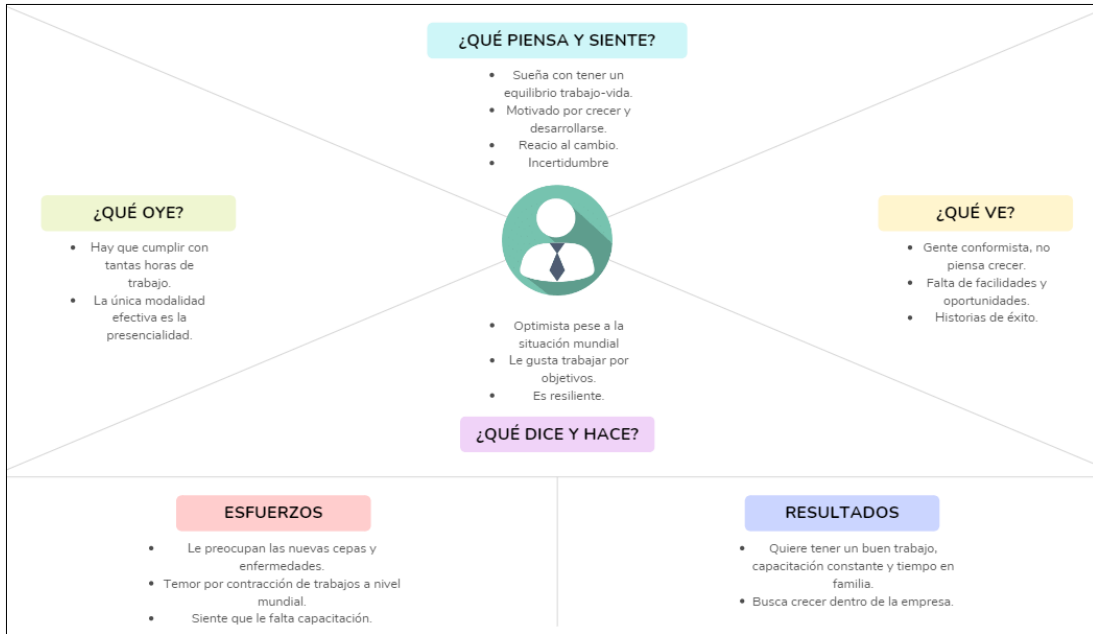 ¿QUÉ PIENSA Y SIENTE?
• Sueña con tener un
equilibrio trabajo-vida.
• Motivado por crecer y
desarrollarse.
• Reacio al cambio.
• Incertidumbre
¿QUÉ OYE?
• Hay que cumplir con
tantas horas de
trabajo.
• La única modalidad
efectiva es la
presencialidad.
¿QUÉ VE?
• Gente conformista, no
piensa crecer.
• Falta de facilidades y
oportunidades.
• Historias de éxito.
• Optimista pese a la
situación mundial
• Le gusta trabajar por
objetivos.
• Es resiliente.
¿QUÉ DICE Y HACE?
ESFUERZOS
• Le preocupan las nuevas cepas y
enfermedades.
• Temor por contracción de trabajos a nivel
mundial.
• Siente que le falta capacitación.
RESULTADOS
• Quiere tener un buen trabajo,
capacitación constante y tiempo en
familia.
• Busca crecer dentro de la empresa.